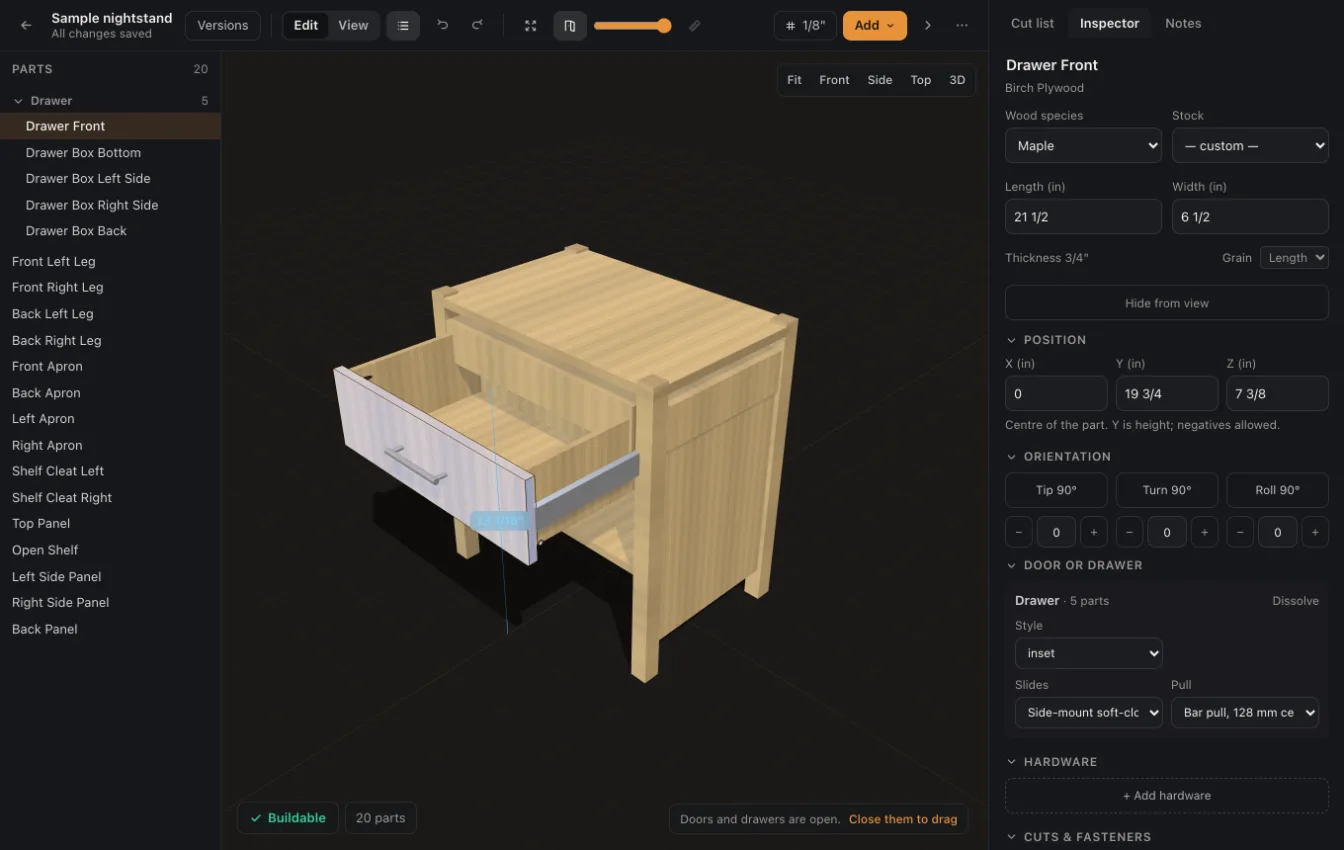 Sample nightstand
All changes saved
Versions
Edit
View
1/8"
Add
Cut list
Inspector
Notes
PARTS 20
Drawer 5
Drawer Front
Drawer Box Bottom
Drawer Box Left Side
Drawer Box Right Side
Drawer Box Back
Front Left Leg
Front Right Leg
Back Left Leg
Back Right Leg
Front Apron
Back Apron
Left Apron
Right Apron
Shelf Cleat Left
Shelf Cleat Right
Top Panel
Open Shelf
Left Side Panel
Right Side Panel
Back Panel
Fit Front Side Top 3D
Buildable
20 parts
Doors and drawers are open. Close them to drag
Drawer Front
Birch Plywood
Wood species Stock
Maple — custom —
Length (in) Width (in)
21 1/2 6 1/2
Thickness 3/4" Grain Length
Hide from view
POSITION
X (in) Y (in) Z (in)
0 19 3/4 7 3/8
Centre of the part. Y is height; negatives allowed.
ORIENTATION
Tip 90° Turn 90° Roll 90°
− 0 + − 0 + − 0 +
DOOR OR DRAWER
Drawer · 5 parts Dissolve
Style
inset
Slides Pull
Side-mount soft-clc Bar pull, 128 mm ce
HARDWARE
+ Add hardware
CUTS & FASTENERS